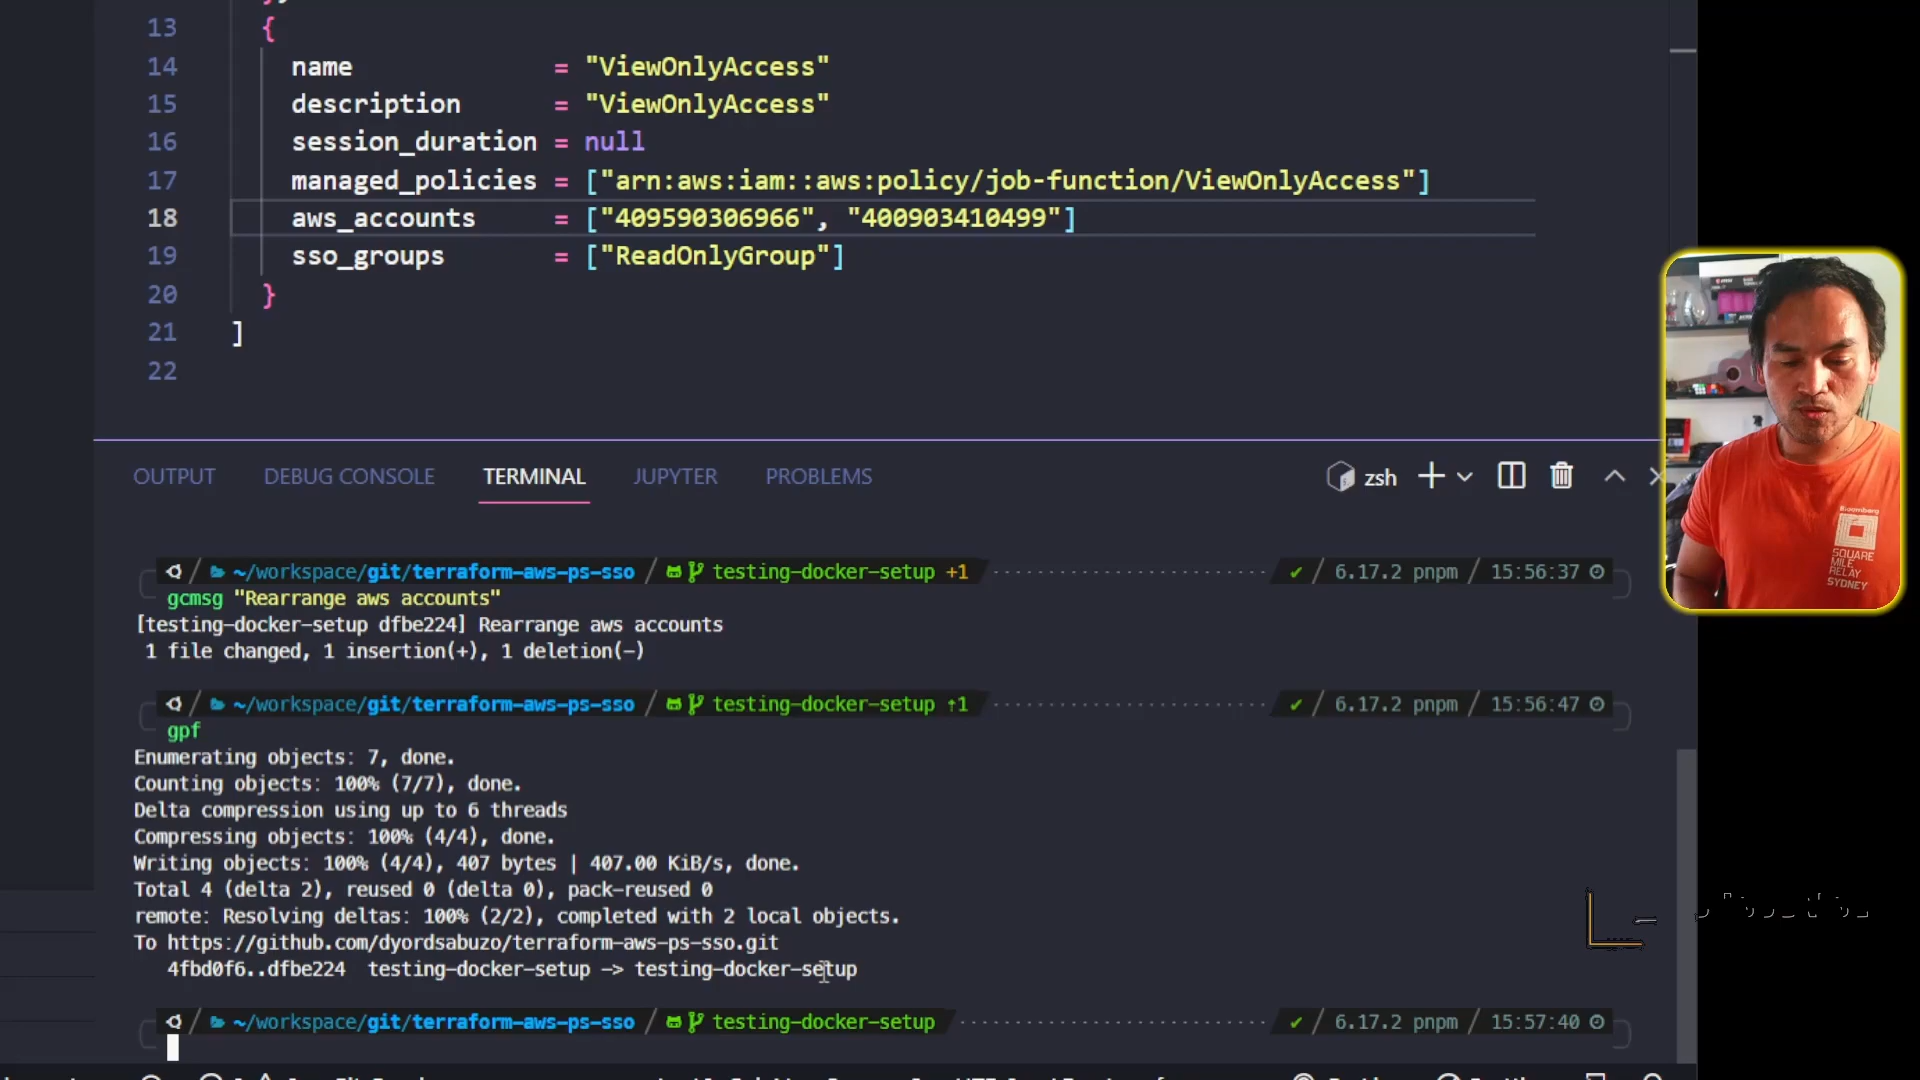 13 {
14 name = "ViewOnlyAccess"
15 description = "ViewOnlyAccess"
16 session_duration = null
17 managed_policies = ["arn:aws:iam::aws:policy/job-function/ViewOnlyAccess"]
18 aws_accounts = ["409590306966", "400903410499"]
19 sso_groups = ["ReadOnlyGroup"]
20 }
21 ]
22
OUTPUT DEBUG CONSOLE TERMINAL JUPYTER PROBLEMS zsh
~/workspace/git/terraform-aws-ps-sso / testing-docker-setup +1 ✔ / 6.17.2 pnpm / 15:56:37
gcmsg "Rearrange aws accounts"
[testing-docker-setup dfbe224] Rearrange aws accounts
1 file changed, 1 insertion(+), 1 deletion(-)
~/workspace/git/terraform-aws-ps-sso / testing-docker-setup ↑1 ✔ / 6.17.2 pnpm / 15:56:47
gpf
Enumerating objects: 7, done.
Counting objects: 100% (7/7), done.
Delta compression using up to 6 threads
Compressing objects: 100% (4/4), done.
Writing objects: 100% (4/4), 407 bytes | 407.00 KiB/s, done.
Total 4 (delta 2), reused 0 (delta 0), pack-reused 0
remote: Resolving deltas: 100% (2/2), completed with 2 local objects.
To https://github.com/dyordsabuzo/terraform-aws-ps-sso.git
4fbd0f6..dfbe224 testing-docker-setup -> testing-docker-setup
~/workspace/git/terraform-aws-ps-sso / testing-docker-setup ✔ / 6.17.2 pnpm / 15:57:40
Bloomberg
SQUARE
MILE
RELAY
SYDNEY